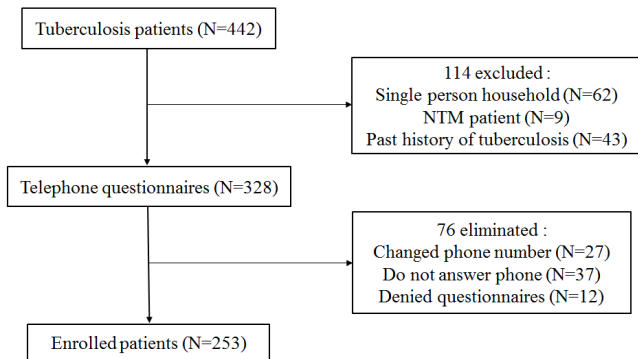 Tuberculosis patients (N=442)
114 excluded :
Single person household (N=62)
NTM patient (N=9)
Past history of tuberculosis (N=43)
Telephone questionnaires (N=328)
76 eliminated :
Changed phone number (N=27)
Do not answer phone (N=37)
Denied questionnaires (N=12)
Enrolled patients (N=253)